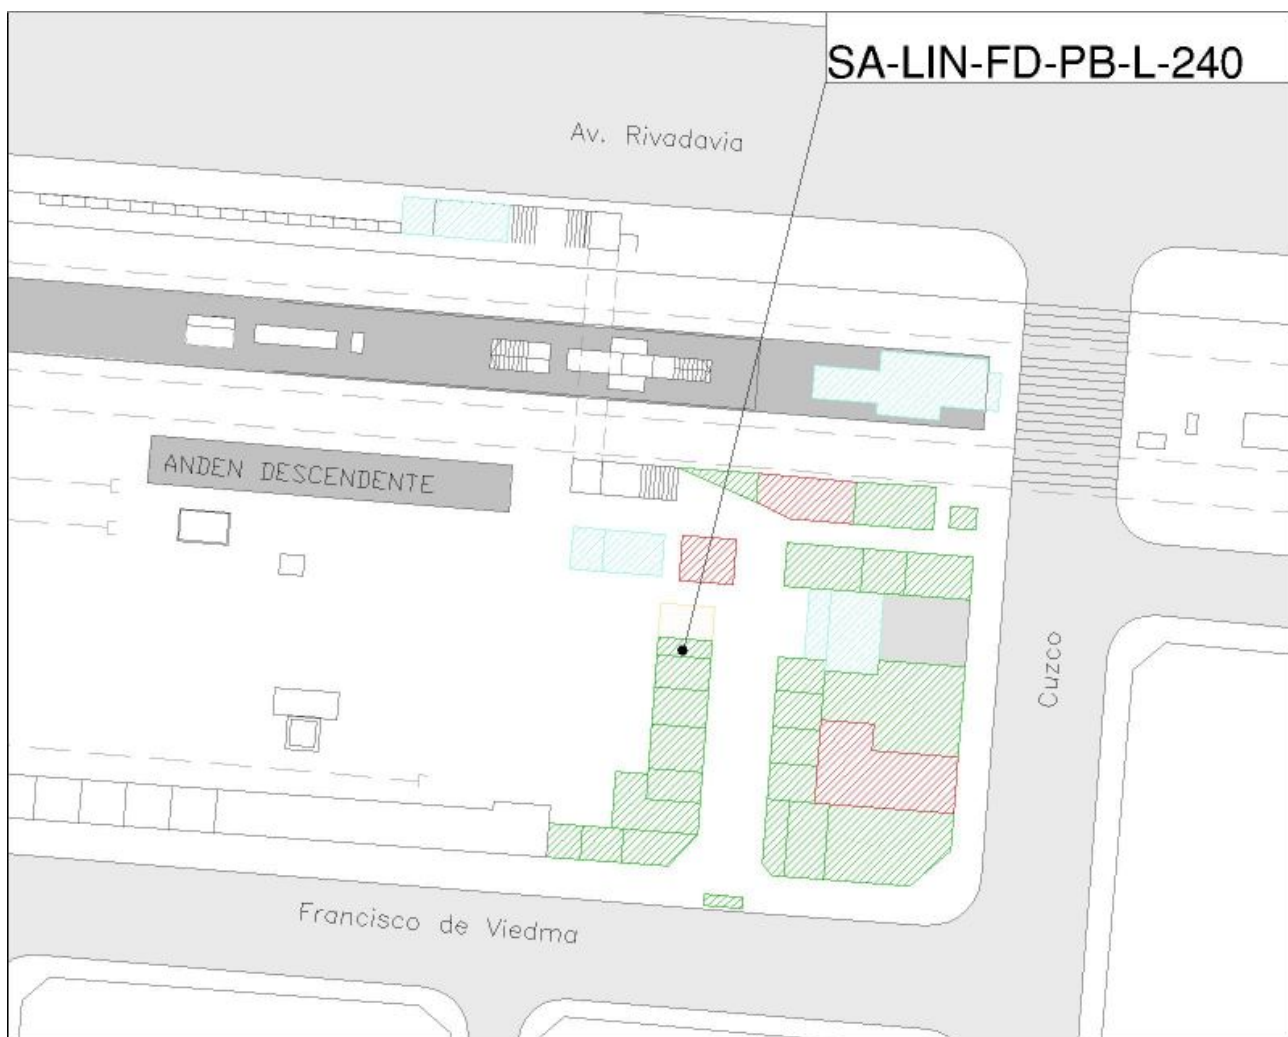 SA-LIN-FD-PB-L-240
Av. Rivadavia
ANDEN DESCENDENTE
Cuzco
Francisco de Viedma